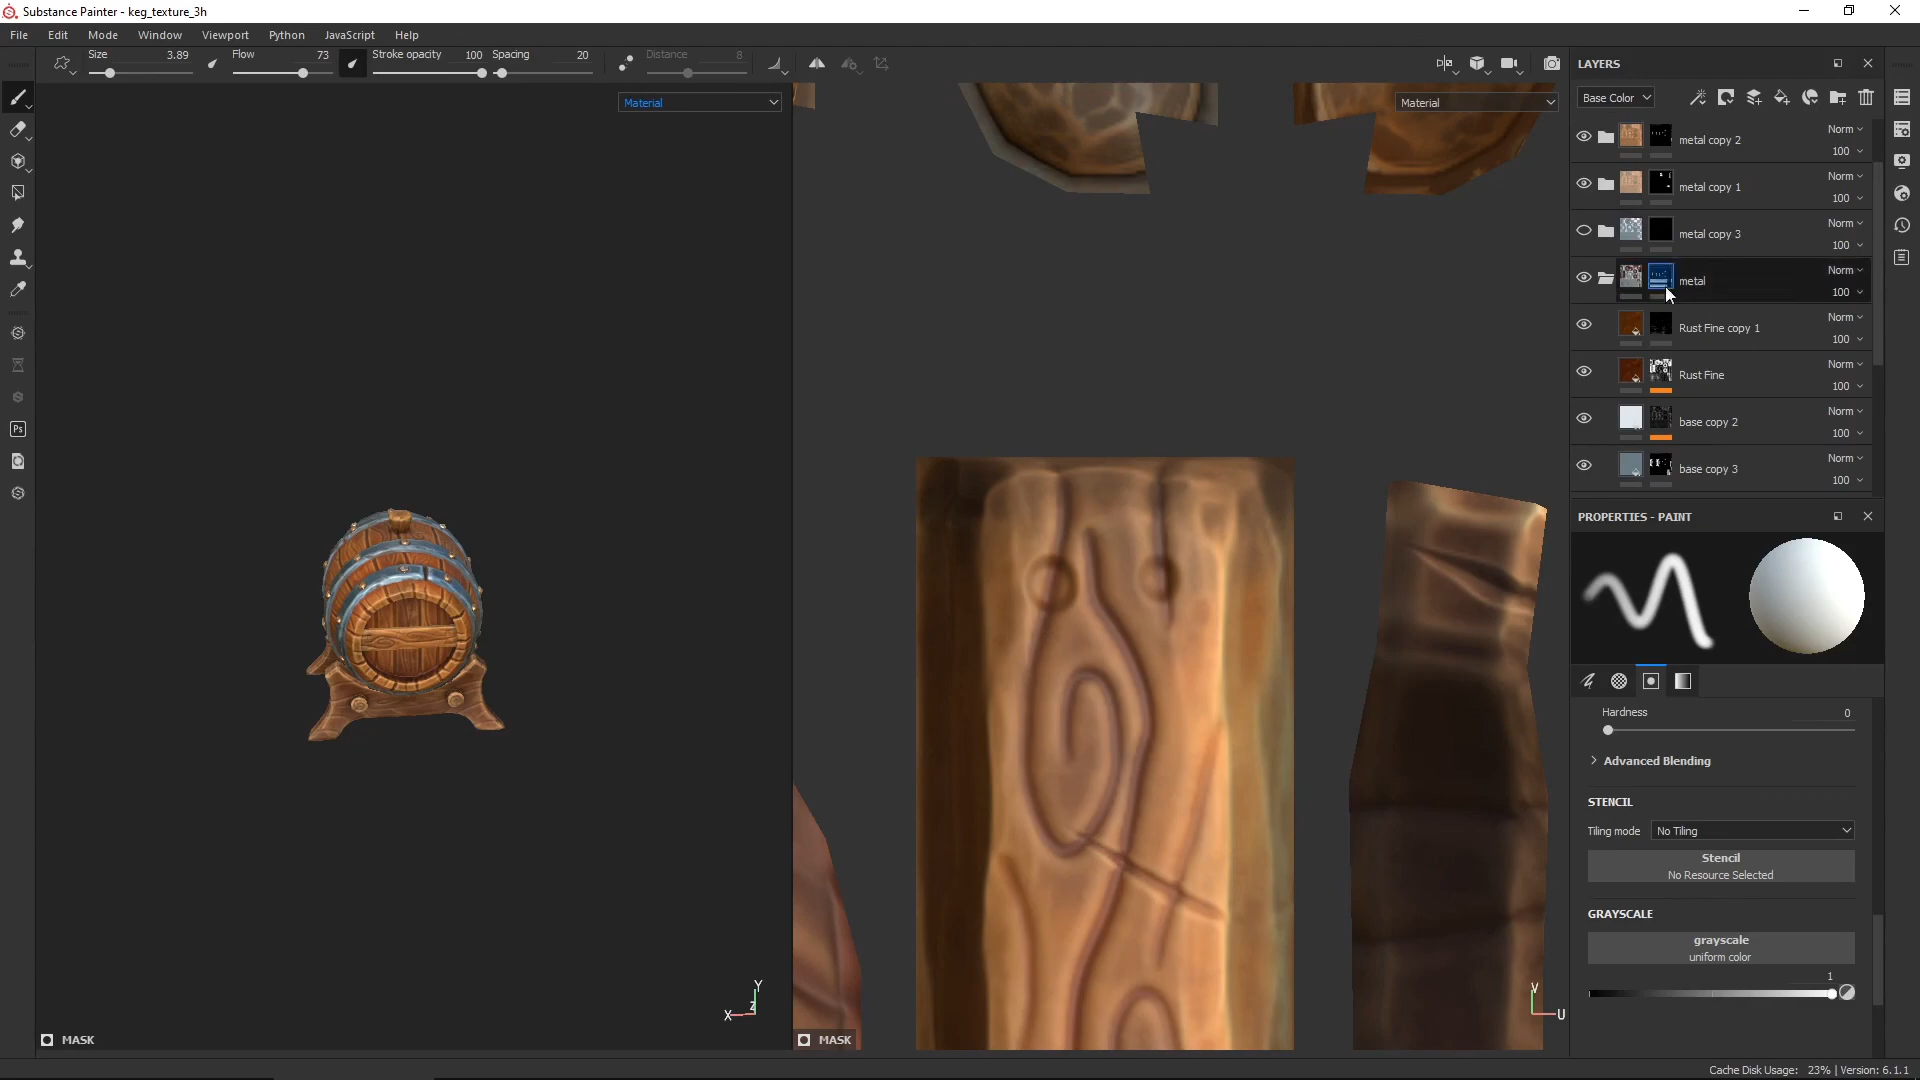 Substance Painter - keg_texture_3h
File Edit Mode Window Viewport Python JavaScript Help
Size 3.89 Flow 73 Stroke opacity 100 Spacing 20 Distance 8
Material
Material
MASK
MASK
Y
Z
X
V
U
LAYERS
Base Color
metal copy 2 Norm 100
metal copy 1 Norm 100
metal copy 3 Norm 100
metal Norm 100
Rust Fine copy 1 Norm 100
Rust Fine Norm 100
base copy 2 Norm 100
base copy 3 Norm 100
PROPERTIES - PAINT
Hardness 0
Advanced Blending
STENCIL
Tiling mode No Tiling
Stencil
No Resource Selected
GRAYSCALE
grayscale
uniform color
1
Ps
Cache Disk Usage: 23% | Version: 6.1.1